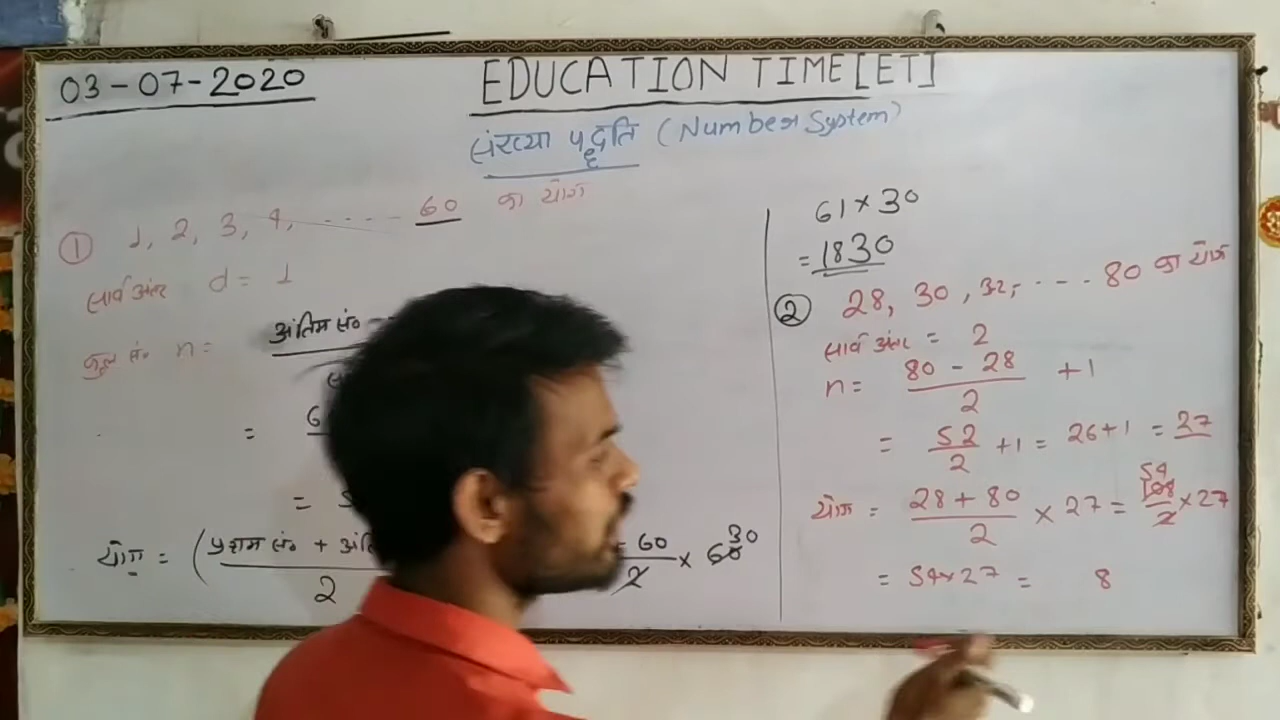 03-07-2020
EDUCATION TIME [ET]
संख्या पद्धति (Number System)
① 1, 2, 3, 4, ---- 60 का योग
सार्व अंतर d = 1
कुल सं० n =
अंतिम सं० -
=
=
योग = (प्रथम सं० + अंति
2
60
2 × 60 30
61 × 30
= 1830
② 28, 30, 32, --- 80 का योग
सार्व अंतर = 2
n = 80 - 28 + 1
2
= 52 + 1 = 26+1 = 27
2
योग = 28 + 80 × 27 = 108 × 27
2 2 54
= 54×27 = 8